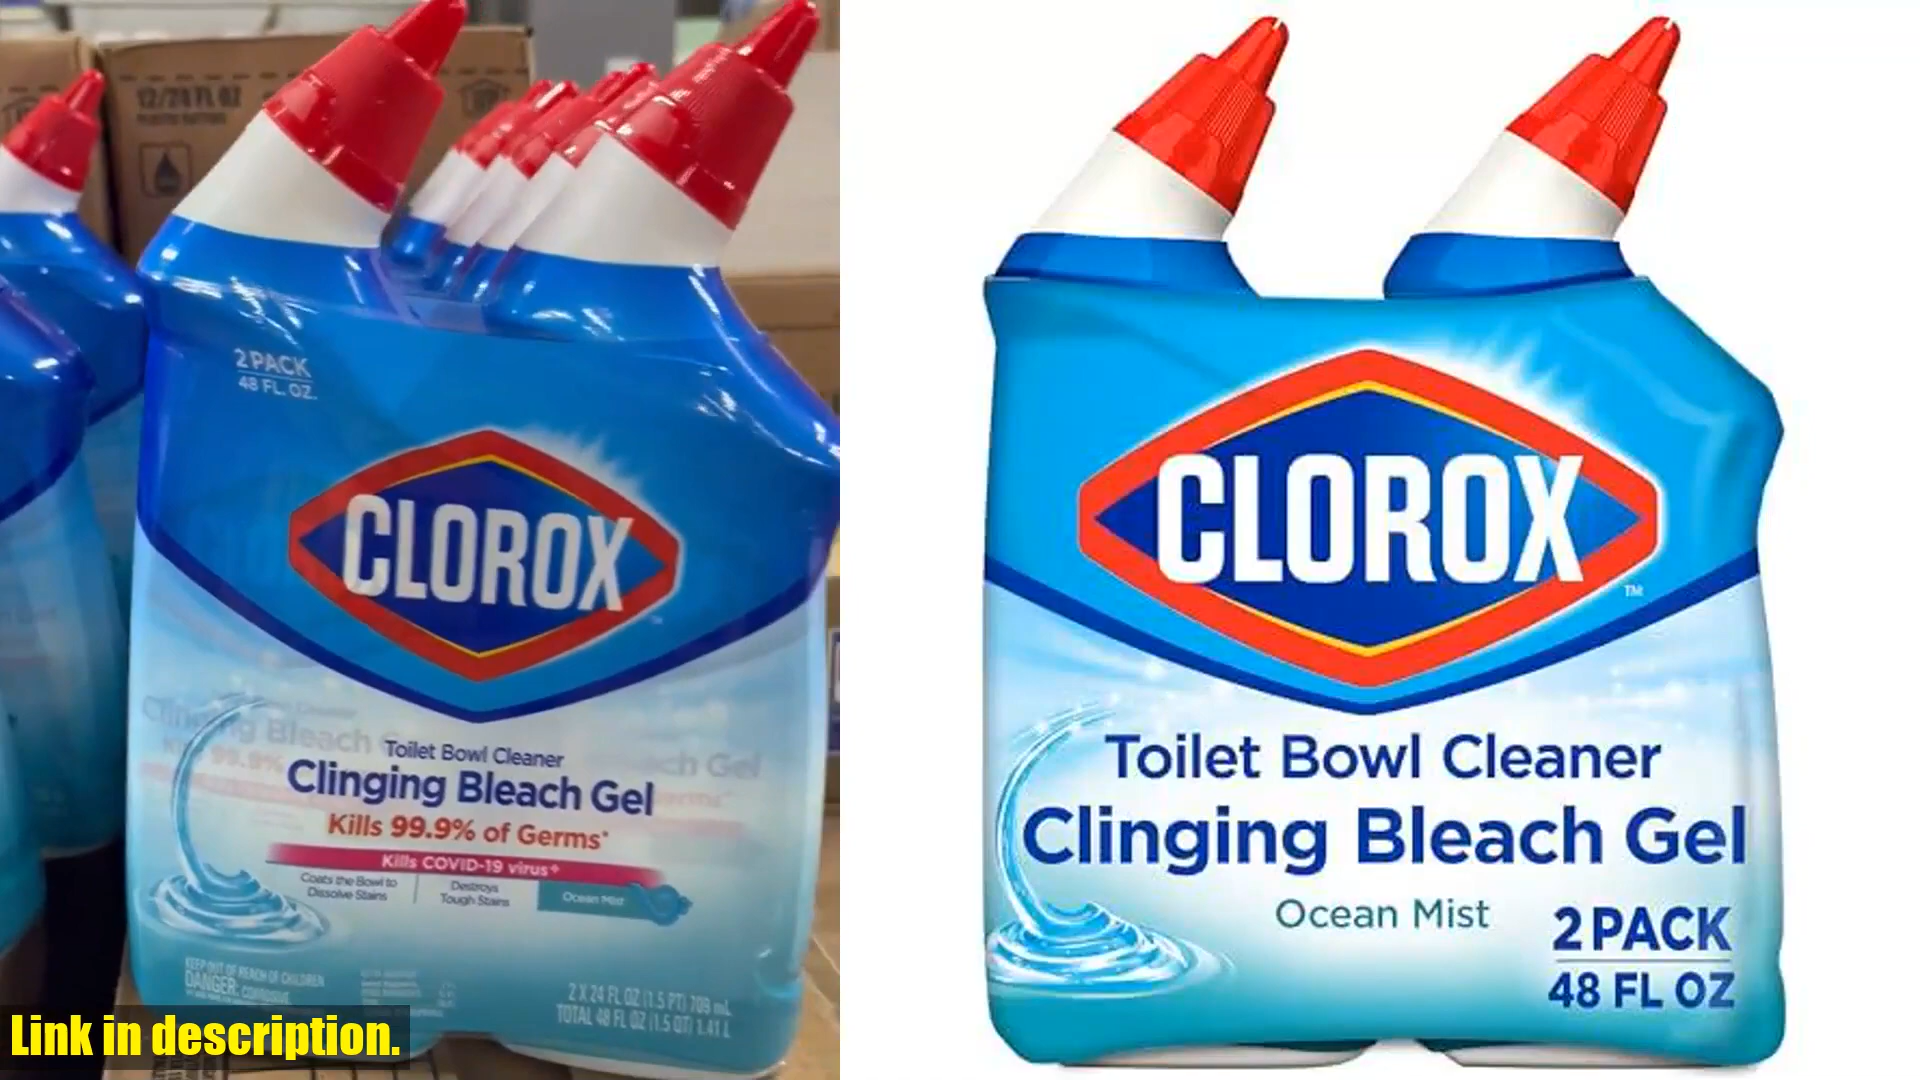 12/24 FL OZ
2 PACK
48 FL. OZ.
CLOROX
Toilet Bowl Cleaner
Clinging Bleach Gel
Kills 99.9% of Germs*
Kills COVID-19 virus
Coats the Bowl to
Dissolve Stains
Destroys
Tough Stains
Ocean Mist
KEEP OUT OF REACH OF CHILDREN
DANGER: CORROSIVE
2 X 24 FL OZ (1.5 PT) 709 mL
TOTAL 48 FL OZ (1.5 QT) 1.41 L
Link in description.
CLOROX
TM
Toilet Bowl Cleaner
Clinging Bleach Gel
Ocean Mist
2 PACK
48 FL OZ